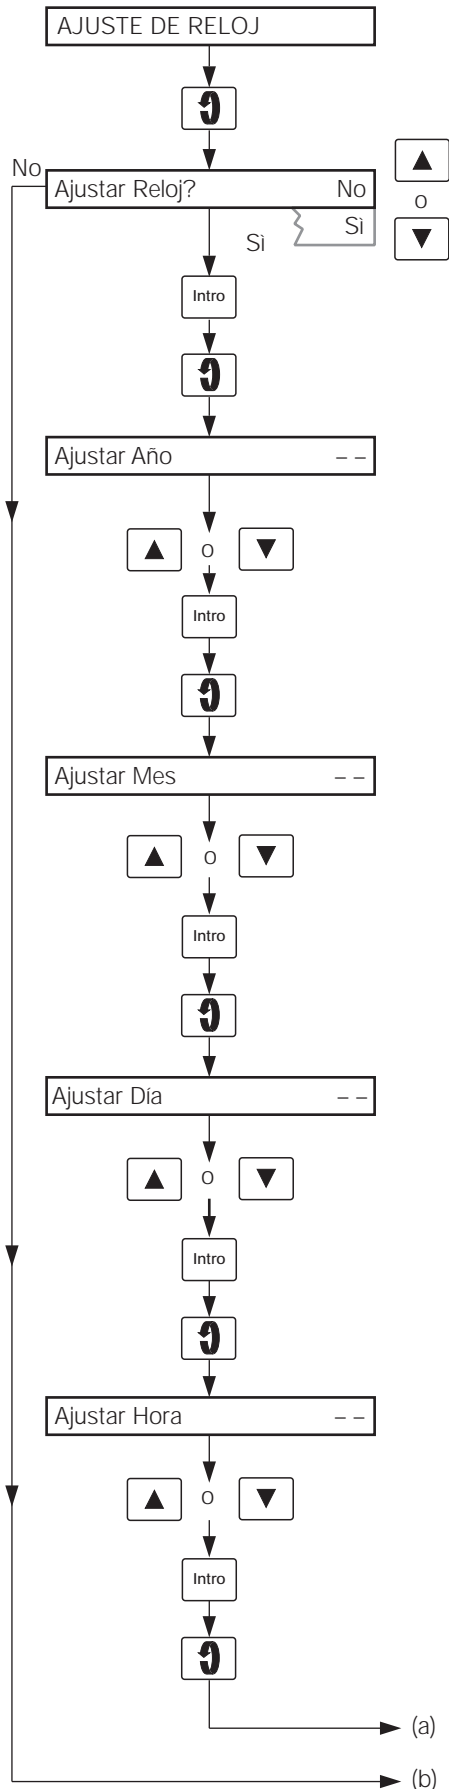 AJUSTE DE RELOJ
No
Ajustar Reloj? No
o
Sì Sì
Intro
Ajustar Año – –
o
Intro
Ajustar Mes – –
o
Intro
Ajustar Día – –
o
Intro
Ajustar Hora – –
o
Intro
(a)
(b)